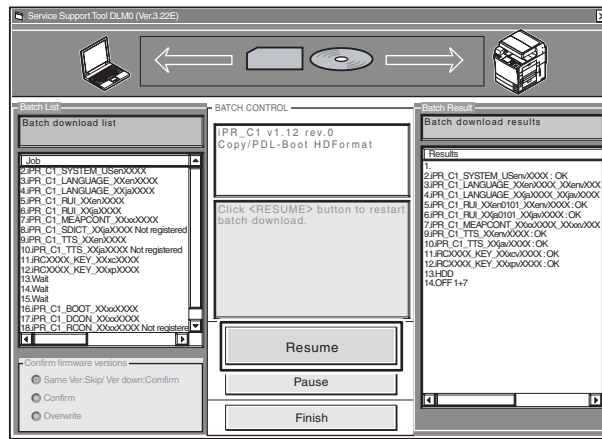 Service Support Tool DLM0 (Ver.3.22E)
Batch List
Batch download list
Job
2.iPR_C1_SYSTEM_USenXXXX
3.iPR_C1_LANGUAGE_XXenXXXX
4.iPR_C1_LANGUAGE_XXjaXXXX
5.iPR_C1_RUI_XXenXXXX
6.iPR_C1_RUI_XXjaXXXX
7.iPR_C1_MEAPCONT_XXxxXXXX
8.iPR_C1_SDICT_XXjaXXXX Not registered
9.iPR_C1_TTS_XXenXXXX
10.iPR_C1_TTS_XXjaXXXX Not registered
11.iRCXXXX_KEY_XXxcXXXX
12.iRCXXXX_KEY_XXxpXXXX
13.Wait
14.Wait
15.Wait
16.iPR_C1_BOOT_XXxxXXXX
17.iPR_C1_DCON_XXxxXXXX
18.iPR_C1_RCON_XXxxXXXX Not registere
Confirm firmware versions
Same Ver:Skip/ Ver down:Comfirm
Confirm
Overwrite
BATCH CONTROL
iPR_C1 v1.12 rev.0
Copy/PDL-Boot HDFormat
Click <RESUME> button to restart
batch download.
Resume
Pause
Finish
Batch Result
Batch download results
Results
1.
2.iPR_C1_SYSTEM_USenvXXXX : OK
3.iPR_C1_LANGUAGE_XXenXXXX_XXenvXXX
4.iPR_C1_LANGUAGE_XXjaXXXX_XXjavXXXX
5.iPR_C1_RUI_XXen0101_XXenvXXXX : OK
6.iPR_C1_RUI_XXja0101_XXjavXXXX : OK
7.iPR_C1_MEAPCONT_XXxxXXXX_XXxxvXXX
9.iPR_C1_TTS_XXenvXXXX : OK
10.iPR_C1_TTS_XXjavXXXX : OK
11.iRCXXXX_KEY_XXxcvXXXX : OK
12.iRCXXXX_KEY_XXxpvXXXX : OK
13.HDD
14.OFF 1+7